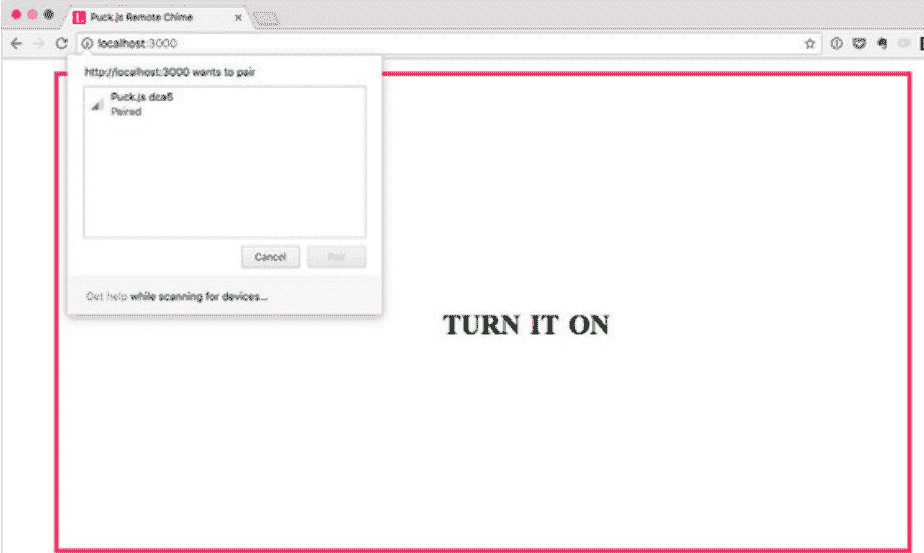 Puck.js Remote Chime
localhost:3000
http://localhost:3000 wants to pair
Puck.js dca5
Paired
Cancel
Pair
Get help while scanning for devices...
TURN IT ON